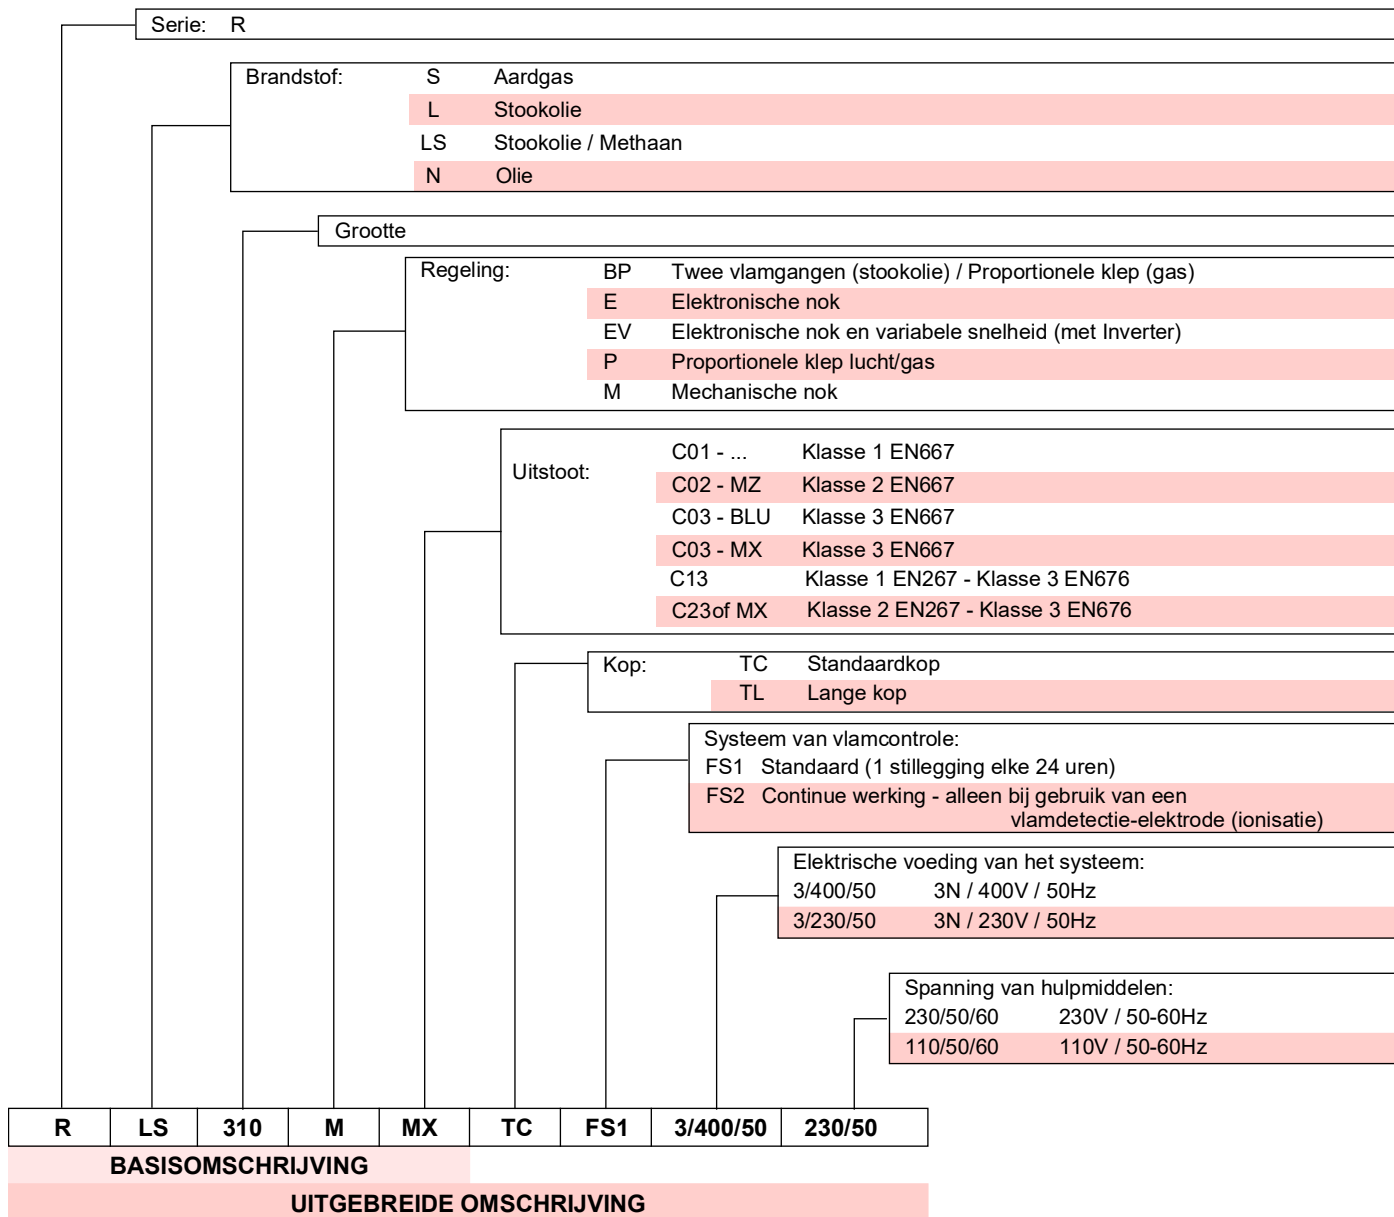 Serie: R
Brandstof: S Aardgas
L Stookolie
LS Stookolie / Methaan
N Olie
Grootte
Regeling: BP Twee vlamgangen (stookolie) / Proportionele klep (gas)
E Elektronische nok
EV Elektronische nok en variabele snelheid (met Inverter)
P Proportionele klep lucht/gas
M Mechanische nok
Uitstoot: C01 - ... Klasse 1 EN667
C02 - MZ Klasse 2 EN667
C03 - BLU Klasse 3 EN667
C03 - MX Klasse 3 EN667
C13 Klasse 1 EN267 - Klasse 3 EN676
C23of MX Klasse 2 EN267 - Klasse 3 EN676
Kop: TC Standaardkop
TL Lange kop
Systeem van vlamcontrole:
FS1 Standaard (1 stillegging elke 24 uren)
FS2 Continue werking - alleen bij gebruik van een
vlamdetectie-elektrode (ionisatie)
Elektrische voeding van het systeem:
3/400/50 3N / 400V / 50Hz
3/230/50 3N / 230V / 50Hz
Spanning van hulpmiddelen:
230/50/60 230V / 50-60Hz
110/50/60 110V / 50-60Hz
R LS 310 M MX TC FS1 3/400/50 230/50
BASISOMSCHRIJVING
UITGEBREIDE OMSCHRIJVING